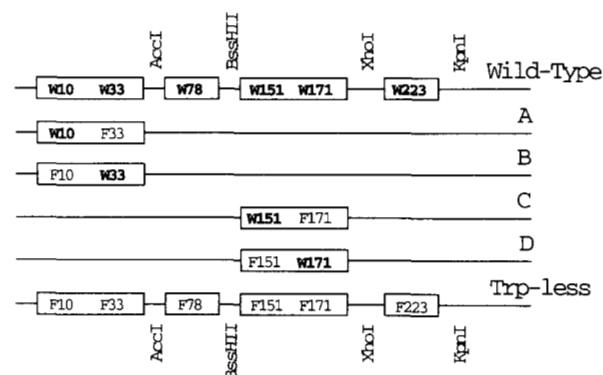 AccI BssHII XhoI KpnI
W10 W33 W78 W151 W171 W223 Wild-Type
W10 F33 A
F10 W33 B
W151 F171 C
F151 W171 D
F10 F33 F78 F151 F171 F223 Trp-less
AccI BssHII XhoI KpnI